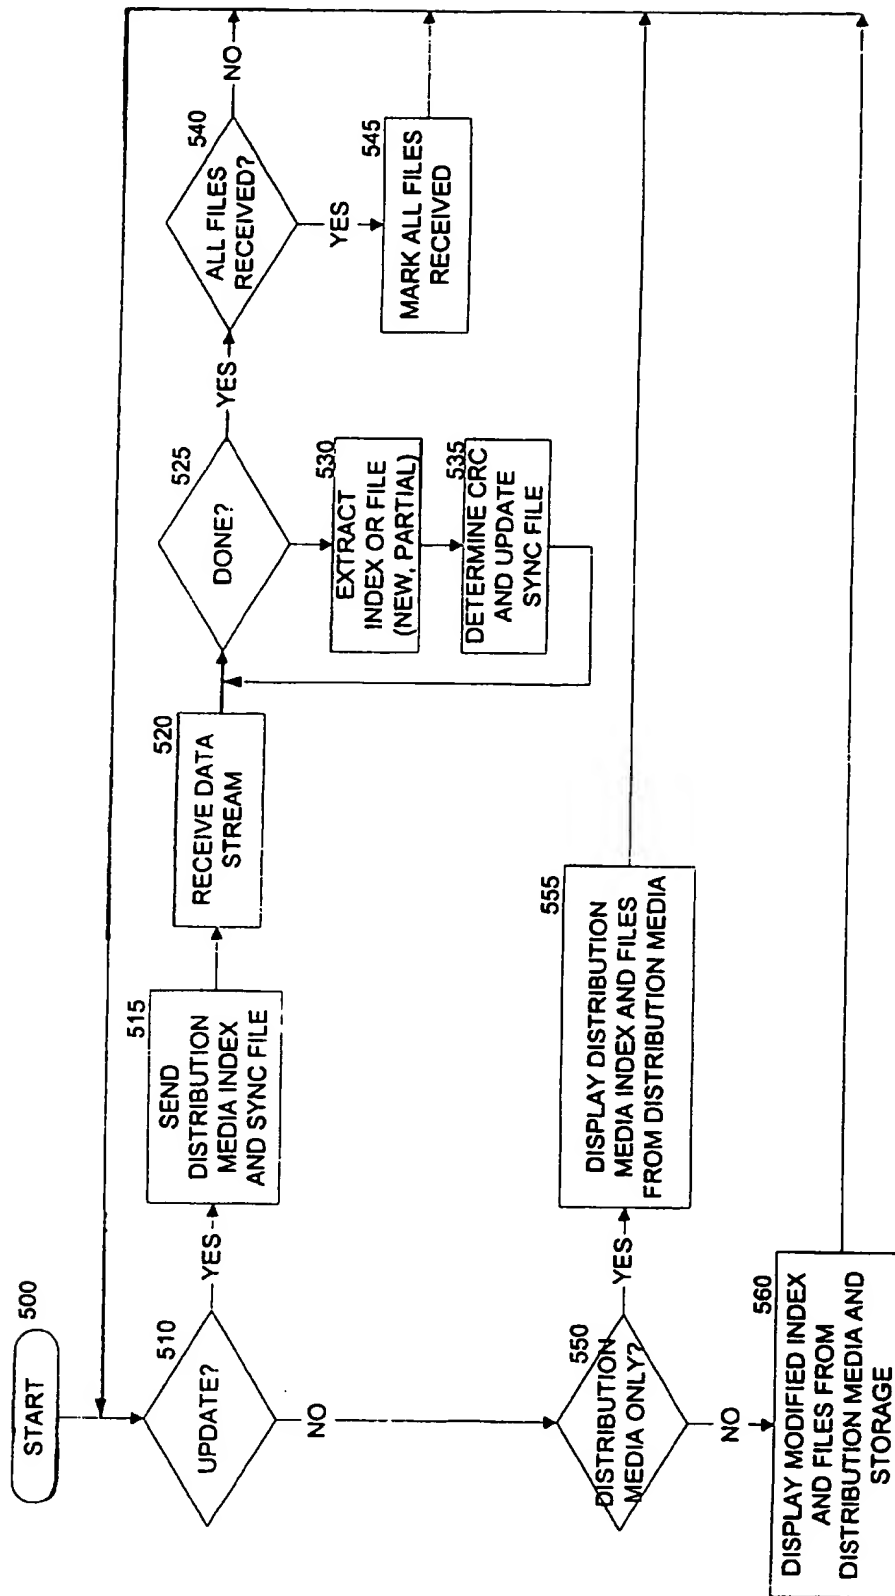 START
500
UPDATE?
510
YES
NO
SEND
DISTRIBUTION
MEDIA INDEX
AND SYNC FILE
515
RECEIVE DATA
STREAM
520
DONE?
525
YES
EXTRACT
INDEX OR FILE
(NEW, PARTIAL)
530
DETERMINE CRC
AND UPDATE
SYNC FILE
535
ALL FILES
RECEIVED?
540
NO
YES
MARK ALL FILES
RECEIVED
545
DISTRIBUTION
MEDIA ONLY?
550
YES
NO
DISPLAY DISTRIBUTION
MEDIA INDEX AND FILES
FROM DISTRIBUTION MEDIA
555
DISPLAY MODIFIED INDEX
AND FILES FROM
DISTRIBUTION MEDIA AND
STORAGE
560